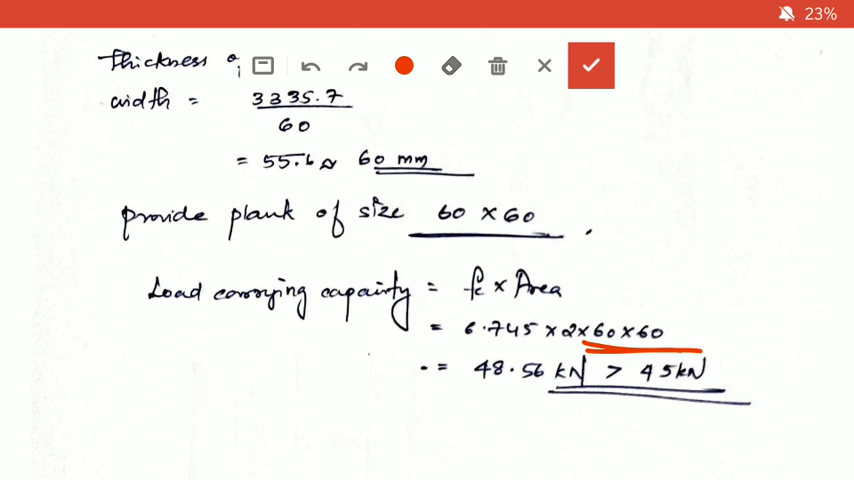 23%
Thickness o
width = 3335.7 / 60
= 55.6 ≈ 60 mm
provide plank of size 60 × 60 .
Load carrying capacity = fc × Area
= 6.745 × 2 × 60 × 60
= 48.56 kN > 45 kN